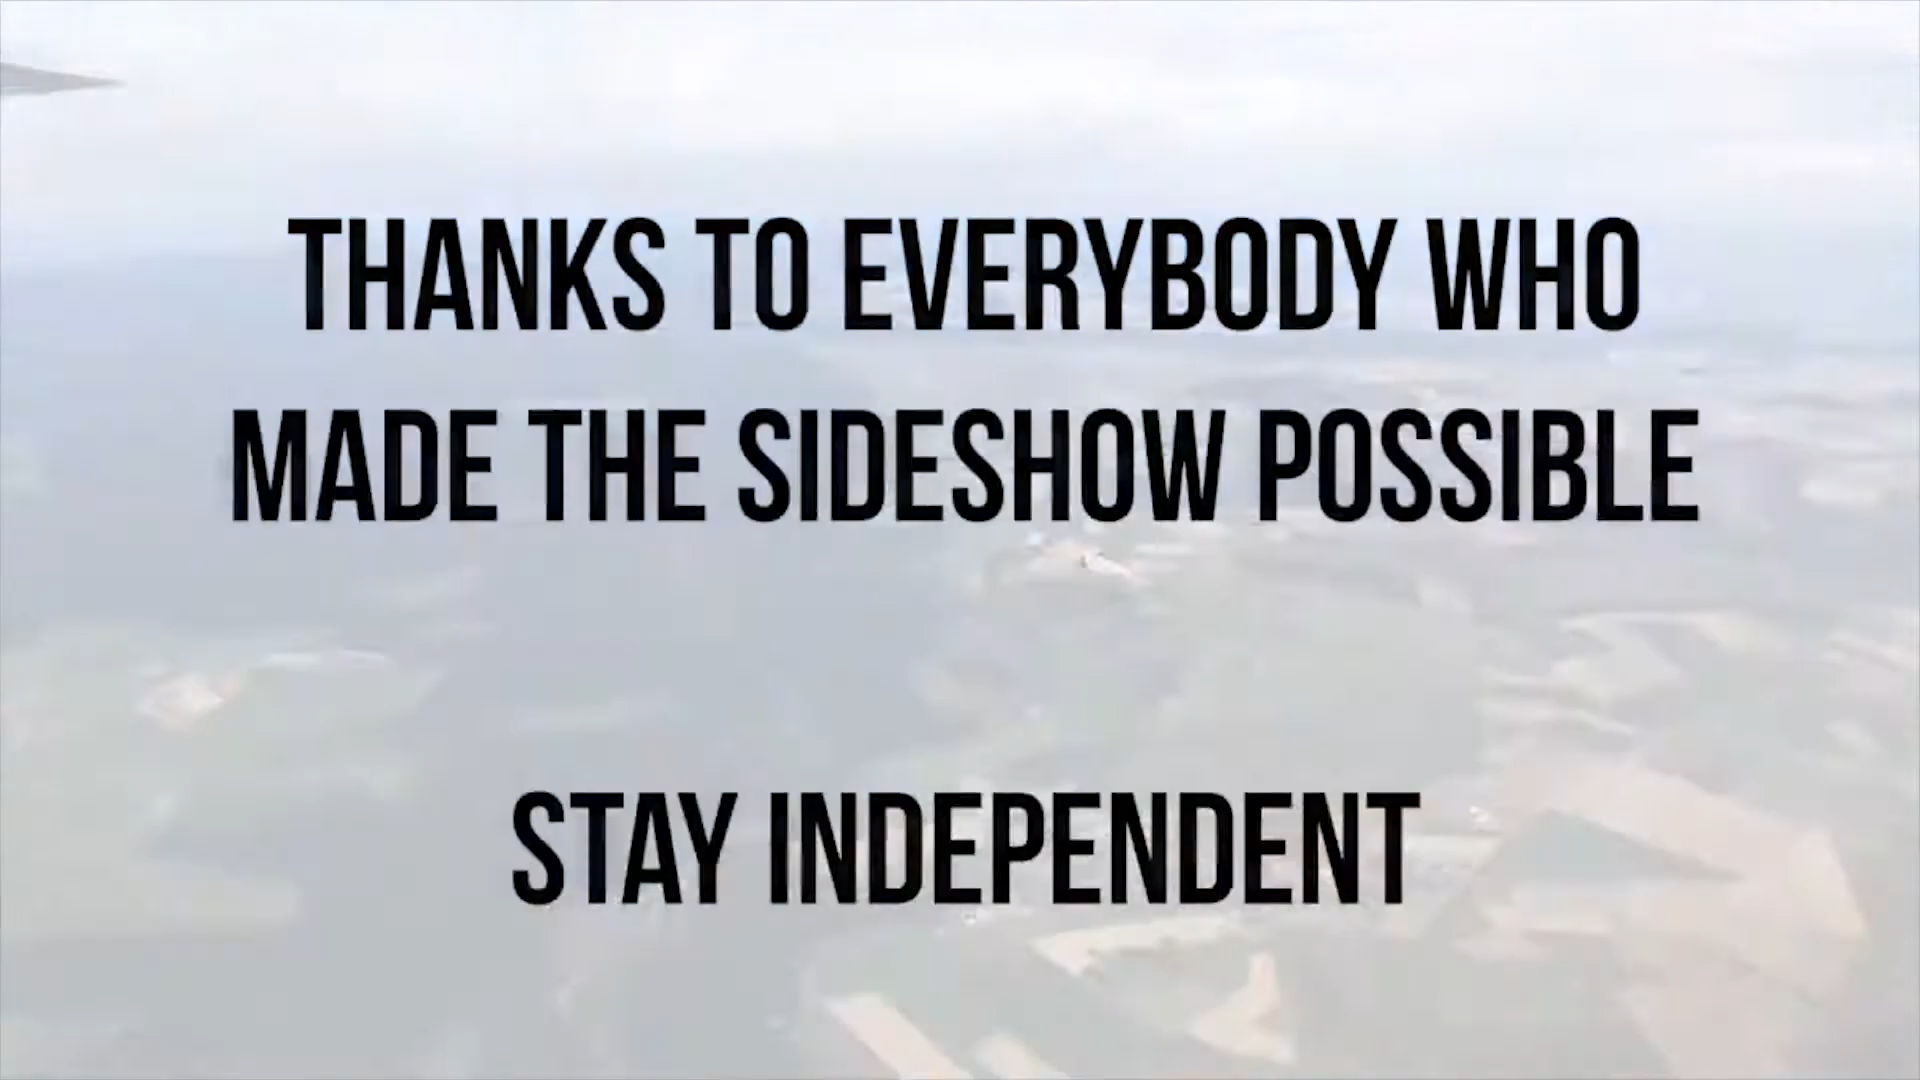 THANKS TO EVERYBODY WHO
MADE THE SIDESHOW POSSIBLE
STAY INDEPENDENT